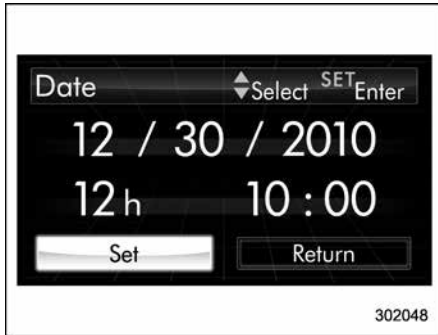 Date Select SET Enter
12 / 30 / 2010
12h 10:00
Set Return
302048